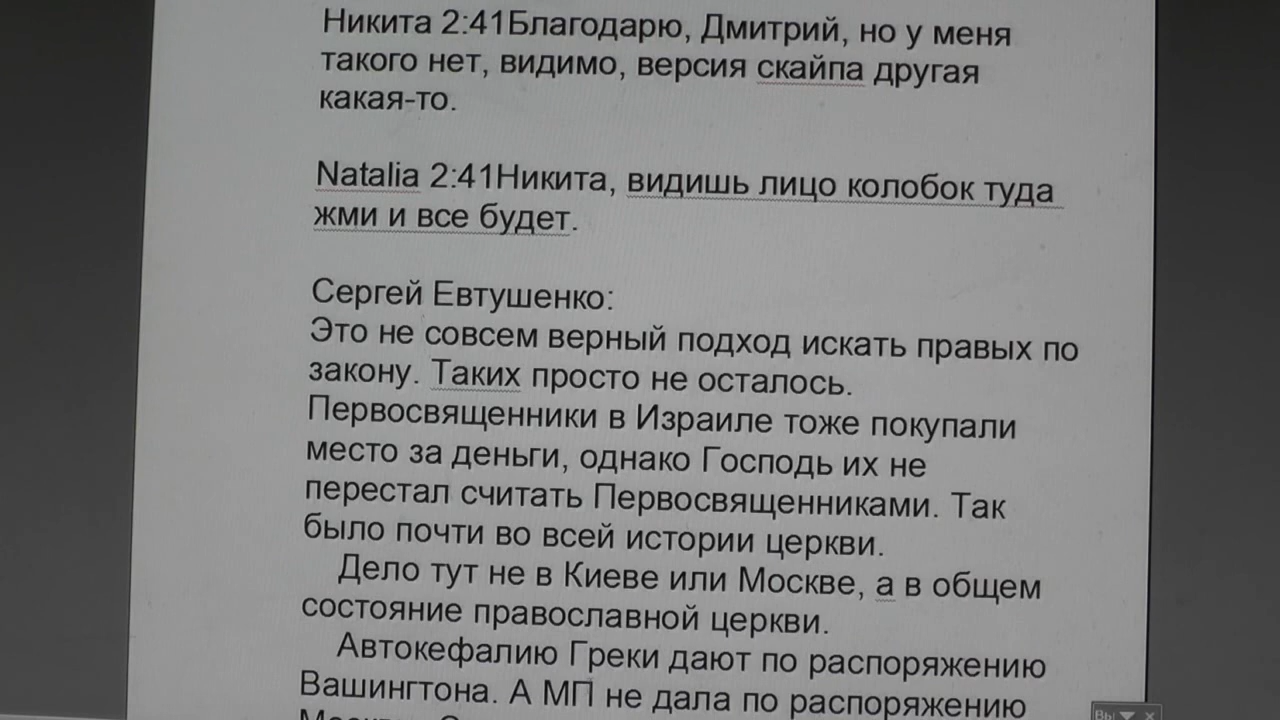 Никита 2:41Благодарю, Дмитрий, но у меня
такого нет, видимо, версия скайпа другая
какая-то.
Natalia 2:41Никита, видишь лицо колобок туда
жми и все будет.
Сергей Евтушенко:
Это не совсем верный подход искать правых по
закону. Таких просто не осталось.
Первосвященники в Израиле тоже покупали
место за деньги, однако Господь их не
перестал считать Первосвященниками. Так
было почти во всей истории церкви.
Дело тут не в Киеве или Москве, а в общем
состояние православной церкви.
Автокефалию Греки дают по распоряжению
Вашингтона. А МП не дала по распоряжению
Вы